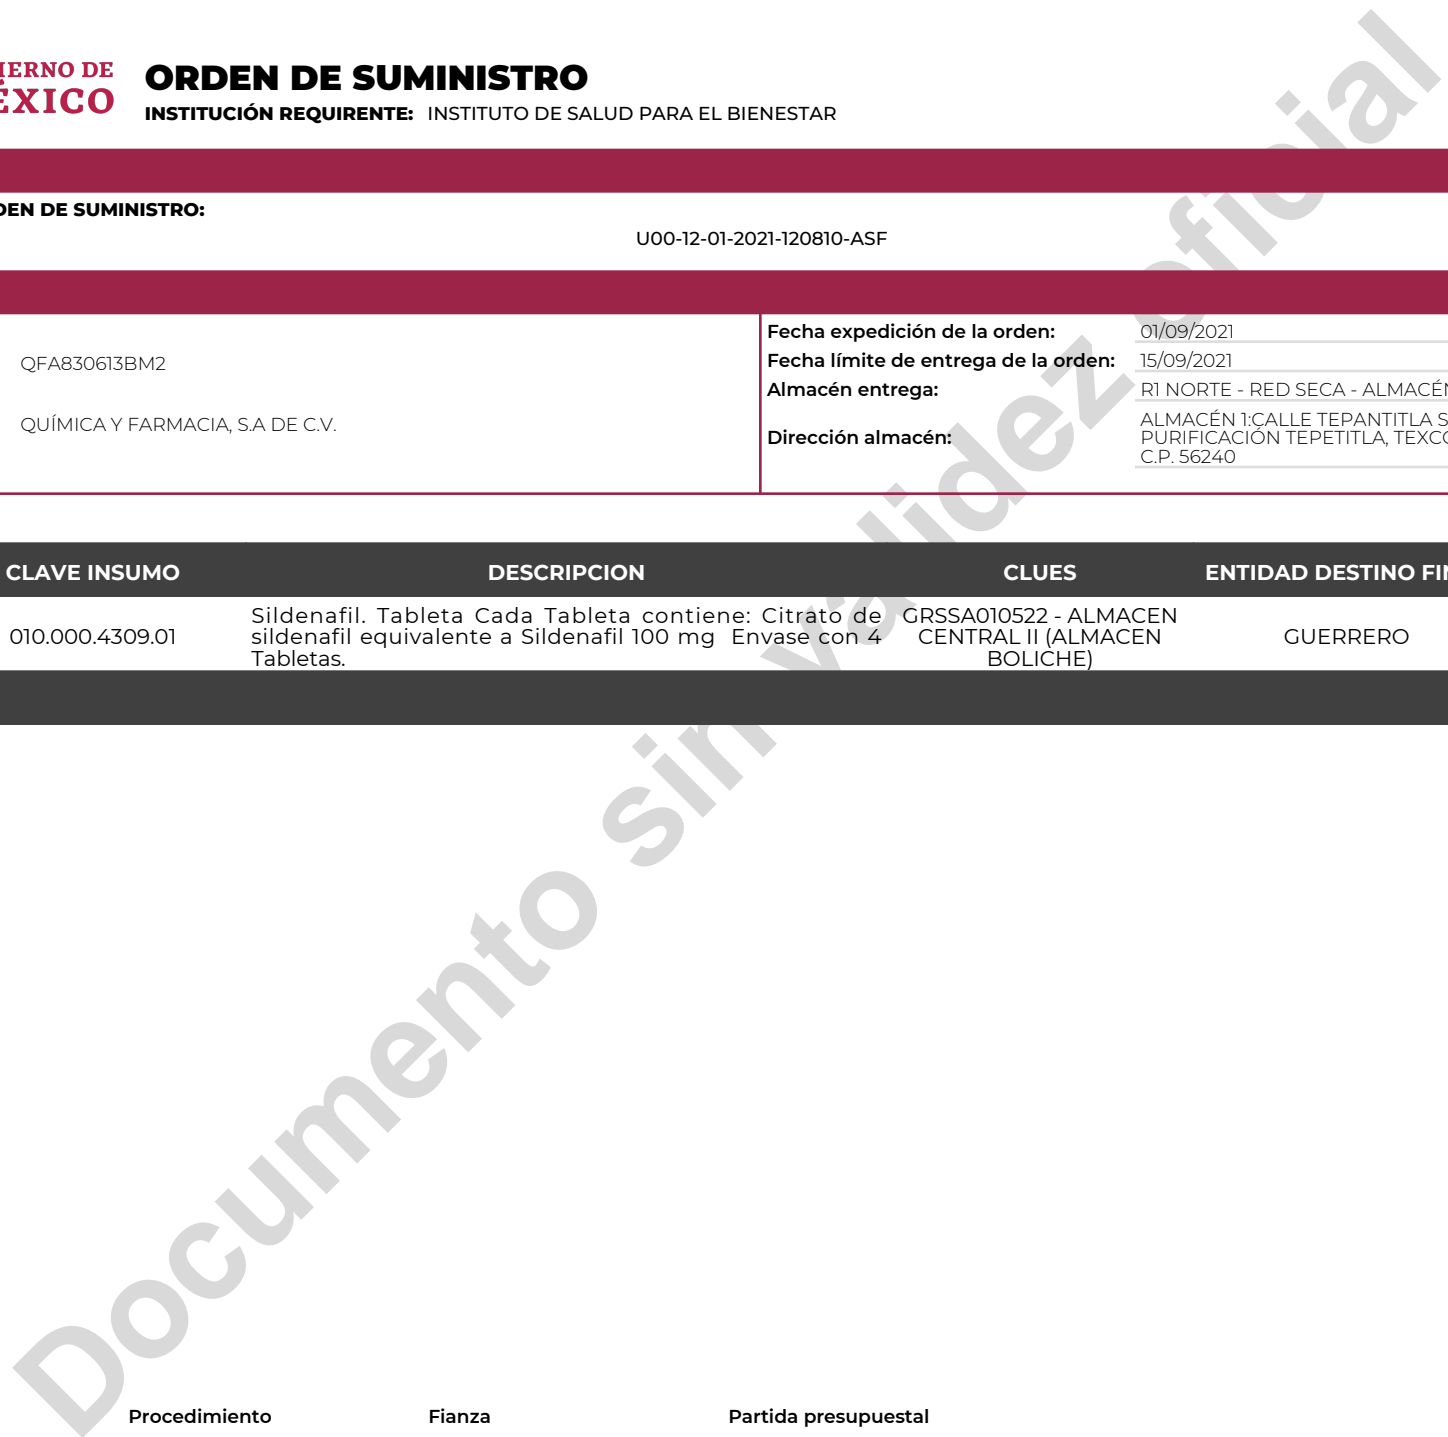 IERNO DE
ÉXICO
ORDEN DE SUMINISTRO
INSTITUCIÓN REQUIRENTE: INSTITUTO DE SALUD PARA EL BIENESTAR
DEN DE SUMINISTRO:
U00-12-01-2021-120810-ASF
QFA830613BM2
QUÍMICA Y FARMACIA, S.A DE C.V.
Fecha expedición de la orden: 01/09/2021
Fecha límite de entrega de la orden: 15/09/2021
Almacén entrega: R1 NORTE - RED SECA - ALMACÉN
Dirección almacén: ALMACÉN 1:CALLE TEPANTITLA S
PURIFICACIÓN TEPETITLA, TEXCO
C.P. 56240
CLAVE INSUMO DESCRIPCION CLUES ENTIDAD DESTINO FIN
010.000.4309.01
Sildenafil. Tableta Cada Tableta contiene: Citrato de
sildenafil equivalente a Sildenafil 100 mg Envase con 4
Tabletas.
GRSSA010522 - ALMACEN
CENTRAL II (ALMACEN
BOLICHE)
GUERRERO
Documento sin validez oficial
Procedimiento Fianza Partida presupuestal